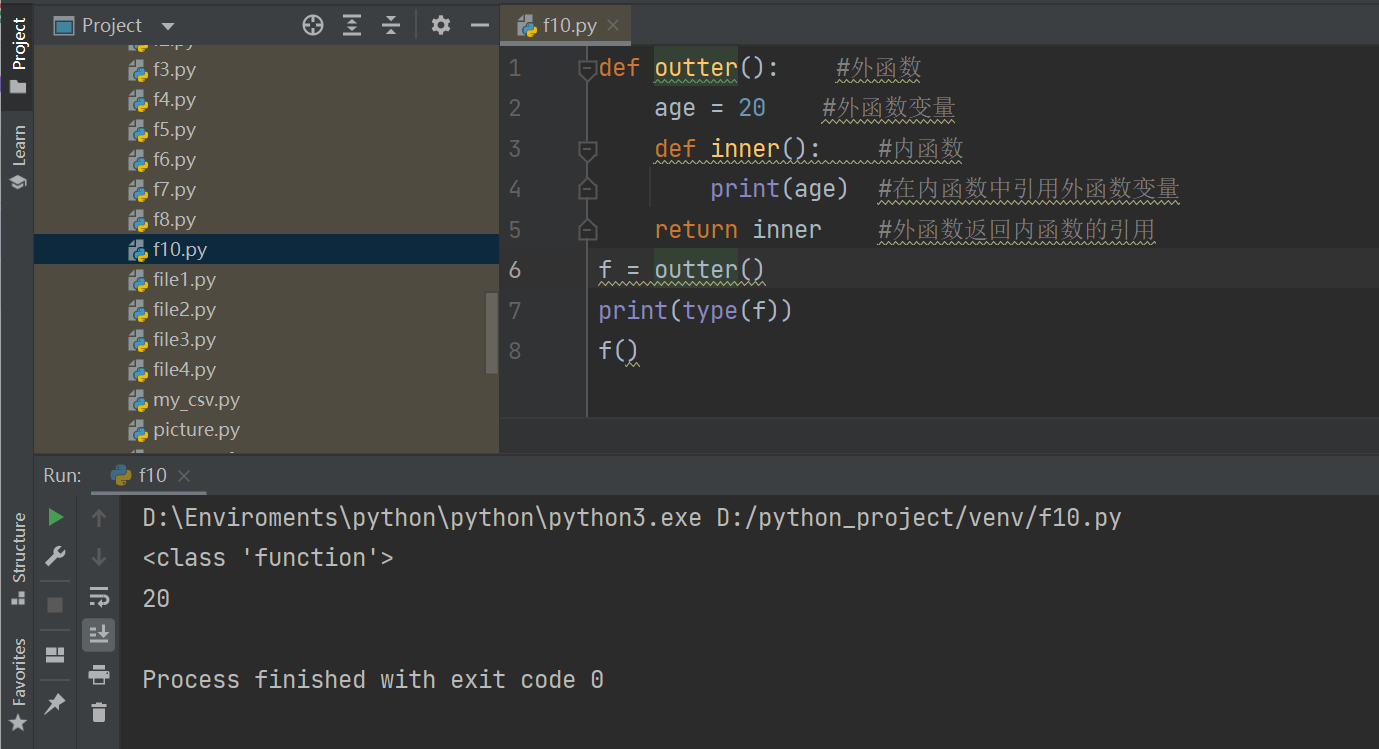 Project
Project
f10.py
f3.py
f4.py
f5.py
f6.py
f7.py
f8.py
f10.py
file1.py
file2.py
file3.py
file4.py
my_csv.py
picture.py
Learn
1 def outter():    #外函数
2     age = 20    #外函数变量
3     def inner():    #内函数
4         print(age)  #在内函数中引用外函数变量
5     return inner    #外函数返回内函数的引用
6 f = outter()
7 print(type(f))
8 f()
Run: f10
Structure
Favorites
D:\Enviroments\python\python\python3.exe D:/python_project/venv/f10.py
<class 'function'>
20
Process finished with exit code 0